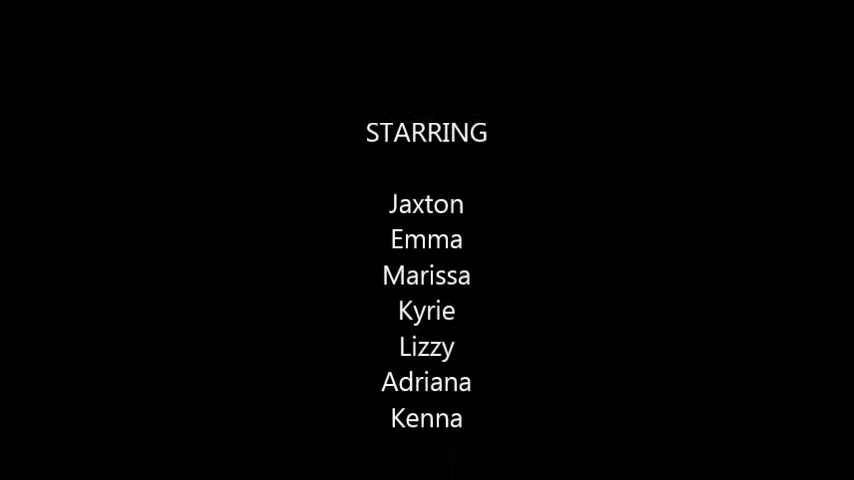 STARRING
Jaxton
Emma
Marissa
Kyrie
Lizzy
Adriana
Kenna